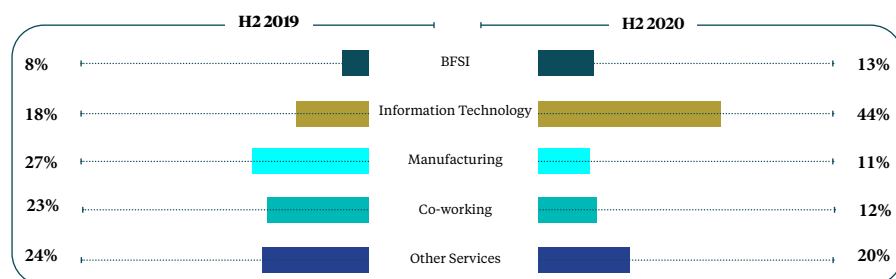 H2 2019 H2 2020
8% BFSI 13%
18% Information Technology 44%
27% Manufacturing 11%
23% Co-working 12%
24% Other Services 20%